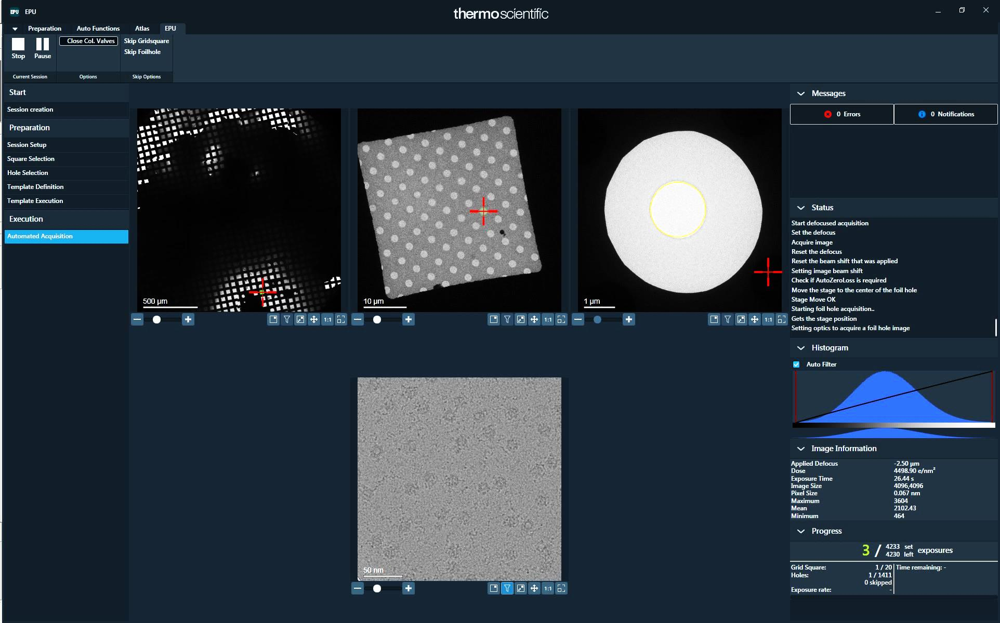 EPU EPU
thermo scientific
Preparation Auto Functions Atlas EPU
Stop Pause
Close Col. Valves
Skip Gridsquare
Skip Foilhole
Current Session Options Skip Options
Start
Session creation
Preparation
Session Setup
Square Selection
Hole Selection
Template Definition
Template Execution
Execution
Automated Acquisition
500 µm
10 µm
1 µm
1:1
1:1
1:1
50 nm
1:1
Messages
0 Errors
0 Notifications
Status
Start defocused acquisition
Set the defocus
Acquire image
Reset the defocus
Reset the beam shift that was applied
Setting image beam shift
Check if AutoZeroLoss is required
Move the stage to the center of the foil hole
Stage Move OK
Starting foil hole acquisition..
Gets the stage position
Setting optics to acquire a foil hole image
Histogram
Auto Filter
Image Information
Applied Defocus -2.50 µm
Dose 4498.90 e/nm²
Exposure Time 26.44 s
Image Size 4096,4096
Pixel Size 0.067 nm
Maximum 3604
Mean 2102.43
Minimum 464
Progress
3 / 4233 set 4230 left exposures
Grid Square: 1 / 20 Time remaining: -
Holes: 1 / 1411
0 skipped
Exposure rate: -